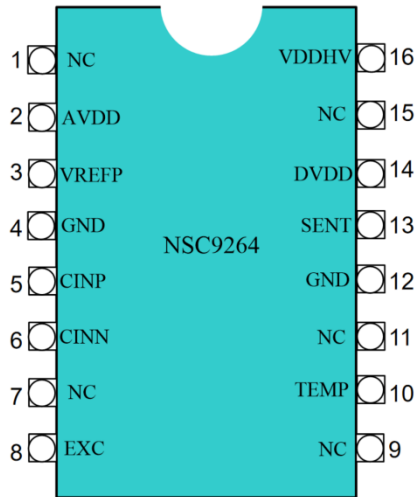 1 NC VDDHV 16
2 AVDD NC 15
3 VREFP DVDD 14
4 GND SENT 13
NSC9264
5 CINP GND 12
6 CINN NC 11
7 NC TEMP 10
8 EXC NC 9